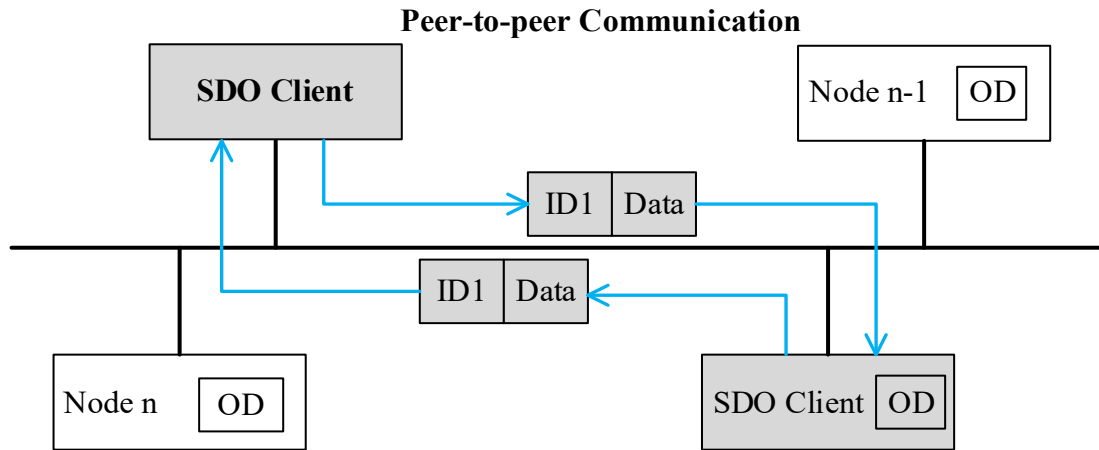 Peer-to-peer Communication
SDO Client
Node n-1 OD
ID1 Data
ID1 Data
Node n OD
SDO Client OD